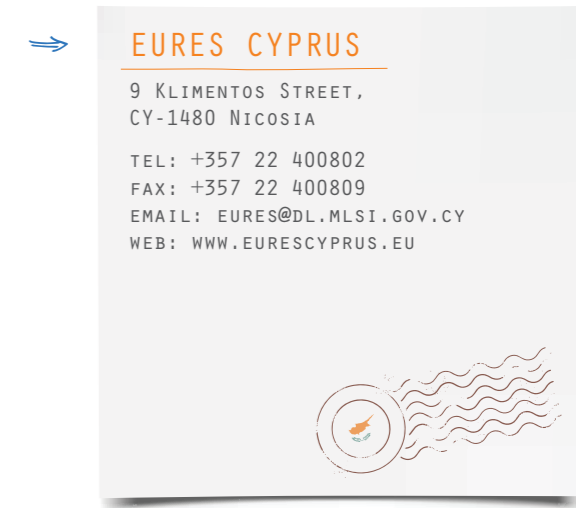 EURES CYPRUS
9 Klimentos Street,
CY-1480 Nicosia
tel: +357 22 400802
fax: +357 22 400809
email: eures@dl.mlsi.gov.cy
web: www.eurescyprus.eu